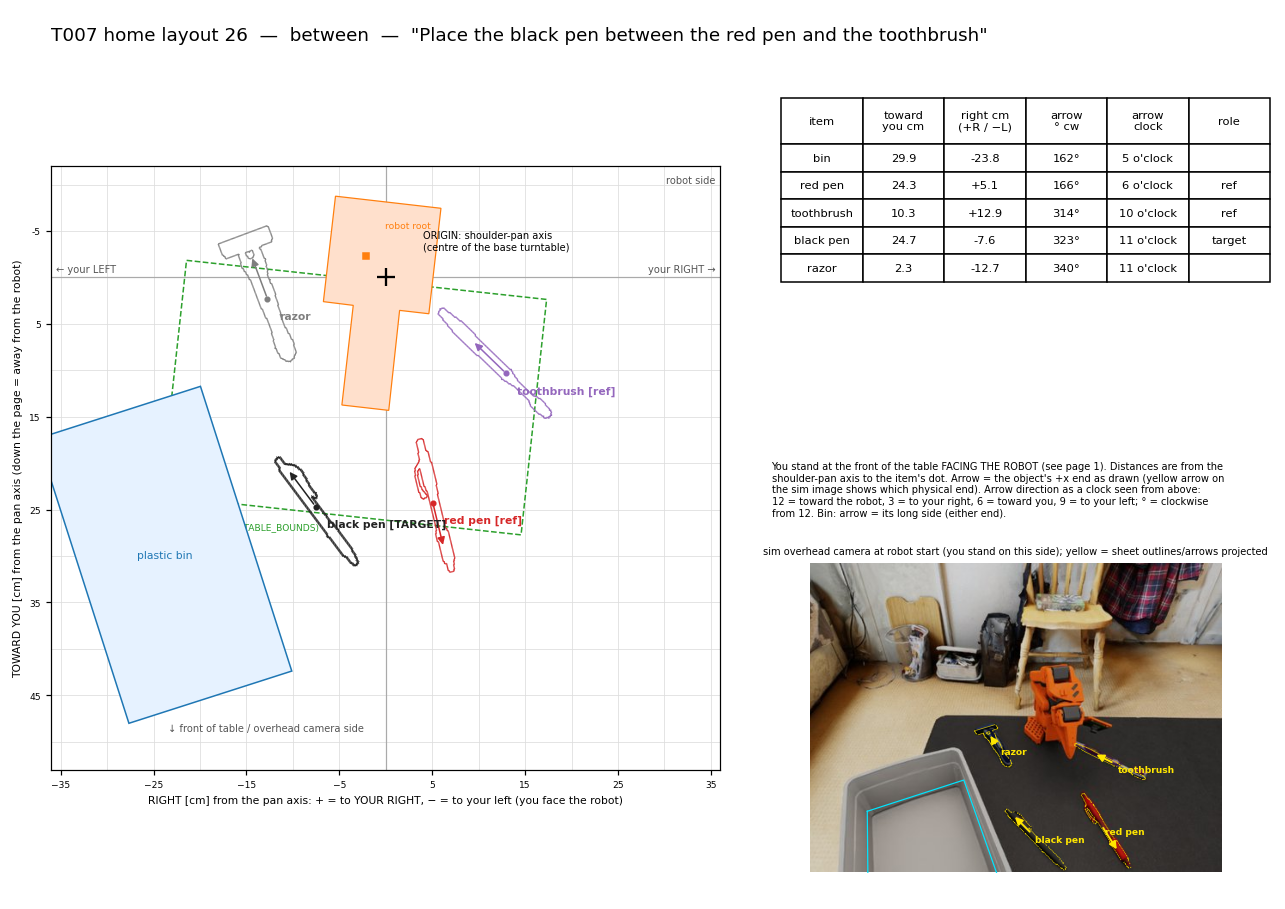 T007 home layout 26 — between — "Place the black pen between the red pen and the toothbrush"
item toward you cm right cm (+R / −L) arrow ° cw arrow clock role
bin 29.9 -23.8 162° 5 o'clock
red pen 24.3 +5.1 166° 6 o'clock ref
toothbrush 10.3 +12.9 314° 10 o'clock ref
black pen 24.7 -7.6 323° 11 o'clock target
razor 2.3 -12.7 340° 11 o'clock
robot side
robot root
ORIGIN: shoulder-pan axis
(centre of the base turntable)
← your LEFT
your RIGHT →
razor
toothbrush [ref]
black pen [TARGET]
red pen [ref]
TABLE_BOUNDS)
plastic bin
↓ front of table / overhead camera side
-5
5
15
25
35
45
−35 −25 −15 −5 5 15 25 35
RIGHT [cm] from the pan axis: + = to YOUR RIGHT, − = to your left (you face the robot)
TOWARD YOU [cm] from the pan axis (down the page = away from the robot)
You stand at the front of the table FACING THE ROBOT (see page 1). Distances are from the
shoulder-pan axis to the item's dot. Arrow = the object's +x end as drawn (yellow arrow on
the sim image shows which physical end). Arrow direction as a clock seen from above:
12 = toward the robot, 3 = to your right, 6 = toward you, 9 = to your left; ° = clockwise
from 12. Bin: arrow = its long side (either end).
sim overhead camera at robot start (you stand on this side); yellow = sheet outlines/arrows projected
razor
toothbrush
red pen
black pen